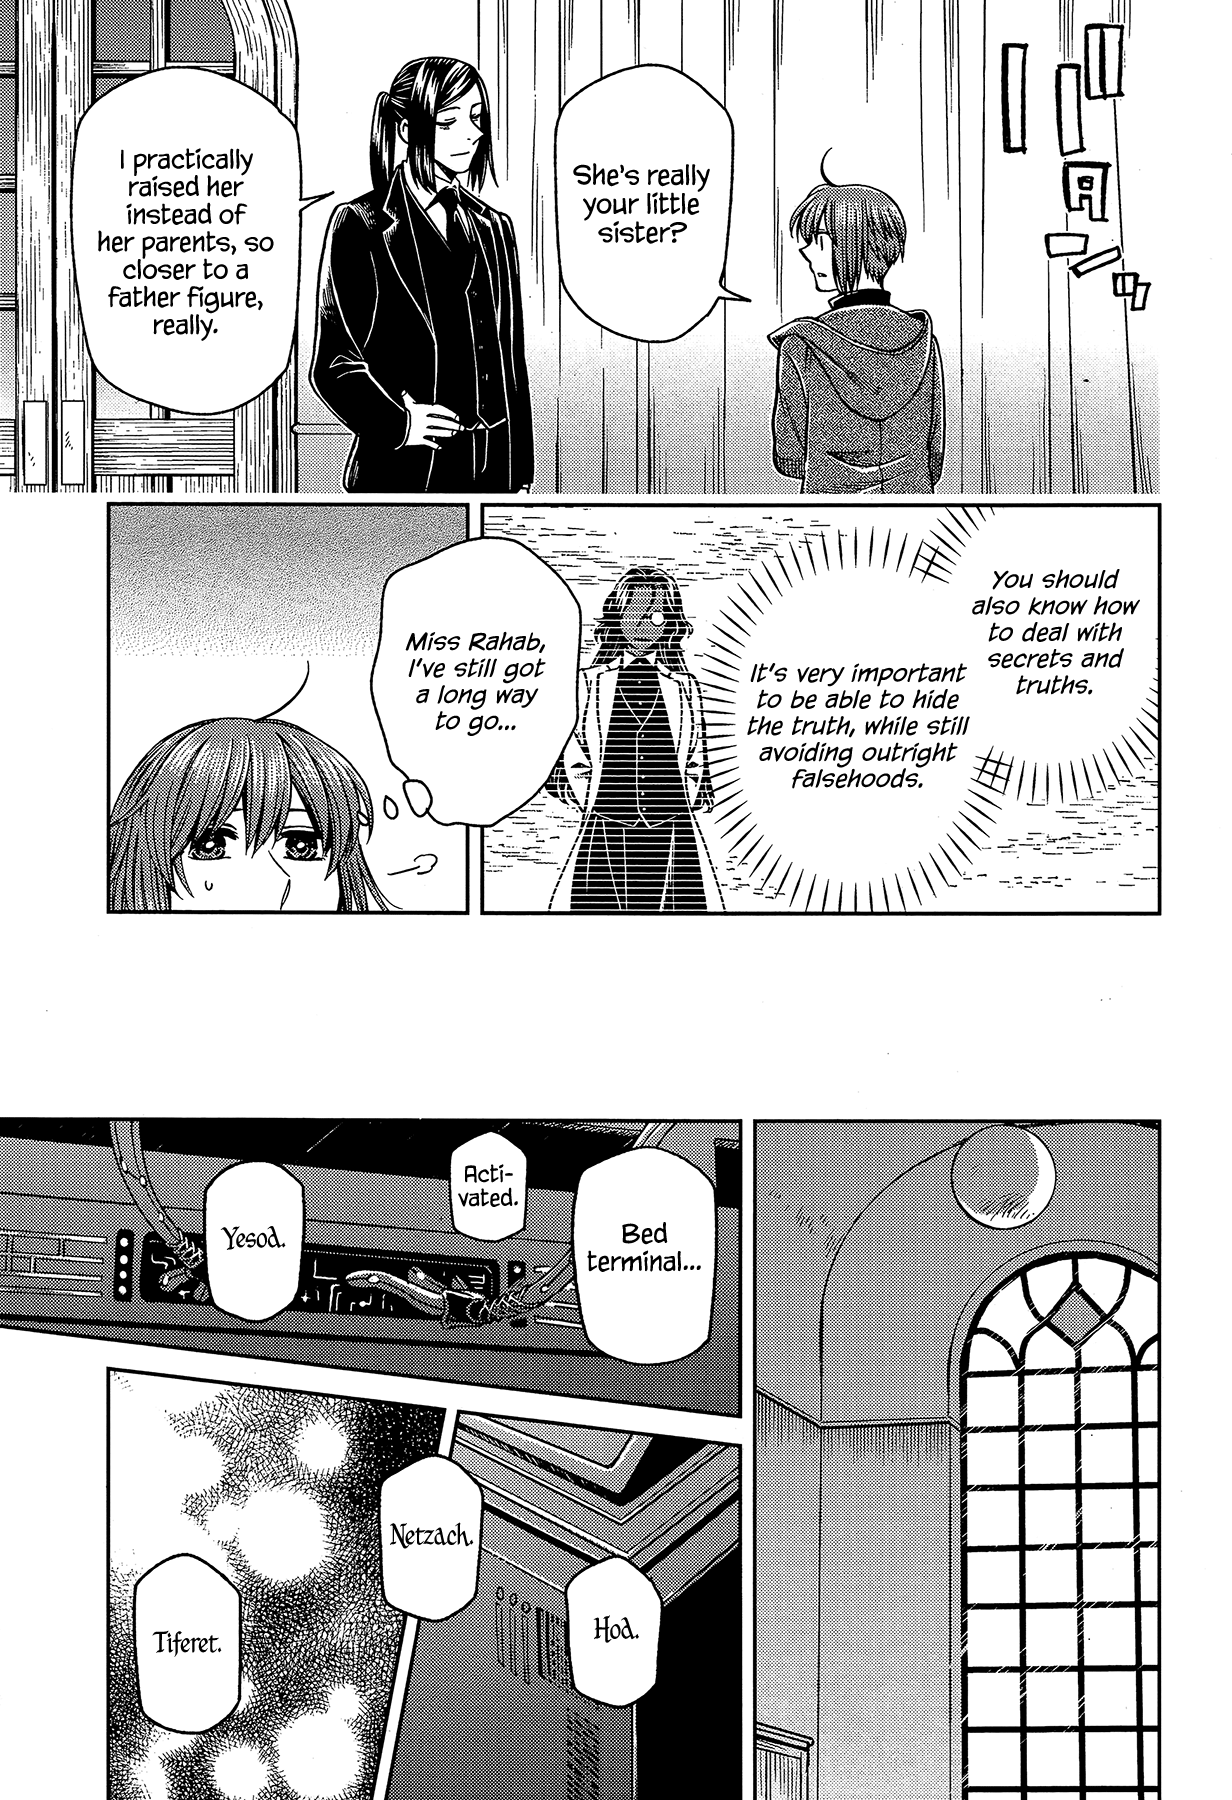 She's really
your little
sister?
I practically
raised her
instead of
her parents, so
closer to a
father figure,
really.
You should
also know how
to deal with
secrets and
truths.
It's very important
to be able to hide
the truth, while still
avoiding outright
falsehoods.
Miss Rahab,
I've still got
a long way
to go...
Bed
terminal...
Acti-
vated.
Yesod.
Hod.
Netzach.
Tiferet.